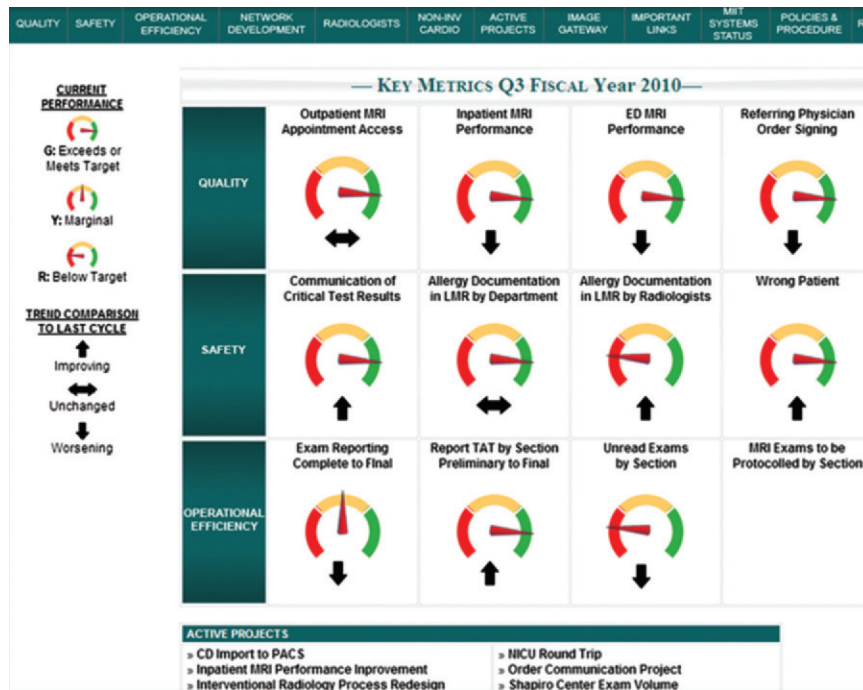 QUALITY
SAFETY
OPERATIONAL
EFFICIENCY
NETWORK
DEVELOPMENT
RADIOLOGISTS
NON-INV
CARDIO
ACTIVE
PROJECTS
IMAGE
GATEWAY
IMPORTANT
LINKS
MIIT
SYSTEMS
STATUS
POLICIES &
PROCEDURE
CURRENT
PERFORMANCE
G: Exceeds or
Meets Target
Y: Marginal
R: Below Target
TREND COMPARISON
TO LAST CYCLE
Improving
Unchanged
Worsening
— KEY METRICS Q3 FISCAL Year 2010—
QUALITY
Outpatient MRI
Appointment Access
Inpatient MRI
Performance
ED MRI
Performance
Referring Physician
Order Signing
SAFETY
Communication of
Critical Test Results
Allergy Documentation
in LMR by Department
Allergy Documentation
in LMR by Radiologists
Wrong Patient
OPERATIONAL
EFFICIENCY
Exam Reporting
Complete to FInal
Report TAT by Section
Preliminary to Final
Unread Exams
by Section
MRI Exams to be
Protocolled by Section
ACTIVE PROJECTS
» CD Import to PACS
» Inpatient MRI Performance Inprovement
» Interventional Radiology Process Redesign
» NICU Round Trip
» Order Communication Project
» Shapiro Center Exam Volume